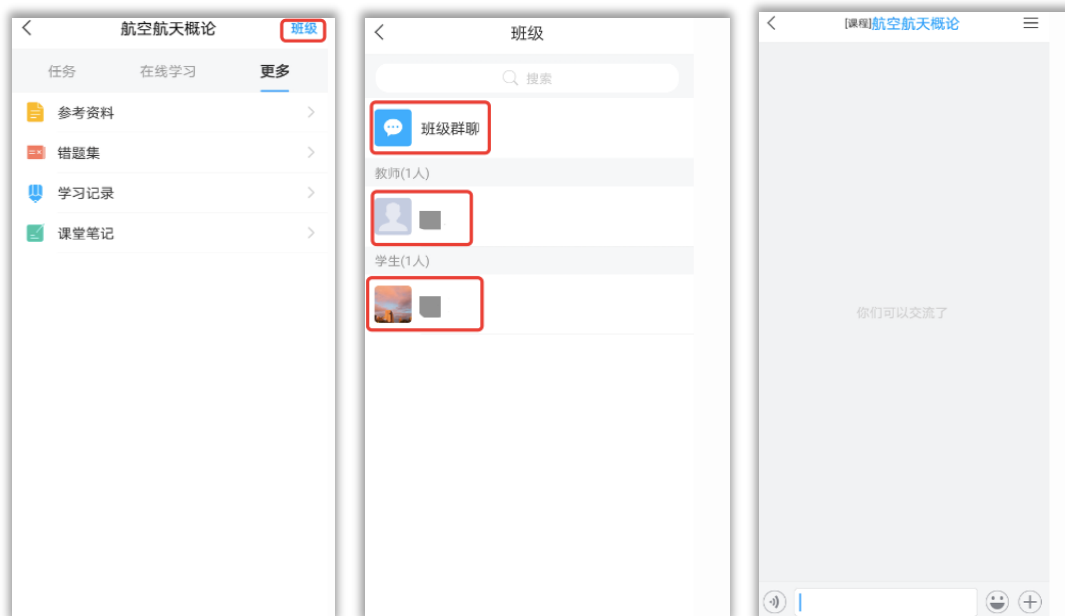 航空航天概论 班级
任务 在线学习 更多
参考资料
错题集
学习记录
课堂笔记
班级
搜索
班级群聊
教师(1人)
学生(1人)
[课程]航空航天概论
你们可以交流了